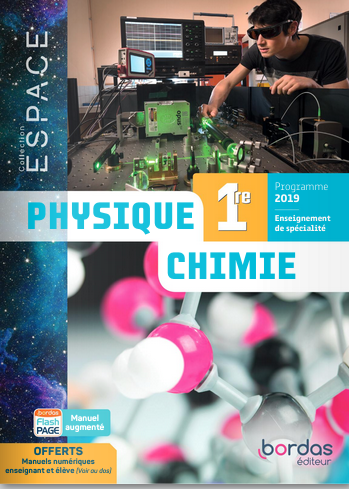 Collection
ESPACE
Programme
2019
Enseignement
de spécialité
1re
PHYSIQUE
CHIMIE
opus
bordas
Flash
PAGE
Manuel
augmenté
OFFERTS
Manuels numériques
enseignant et élève (Voir au dos)
bordas
éditeur